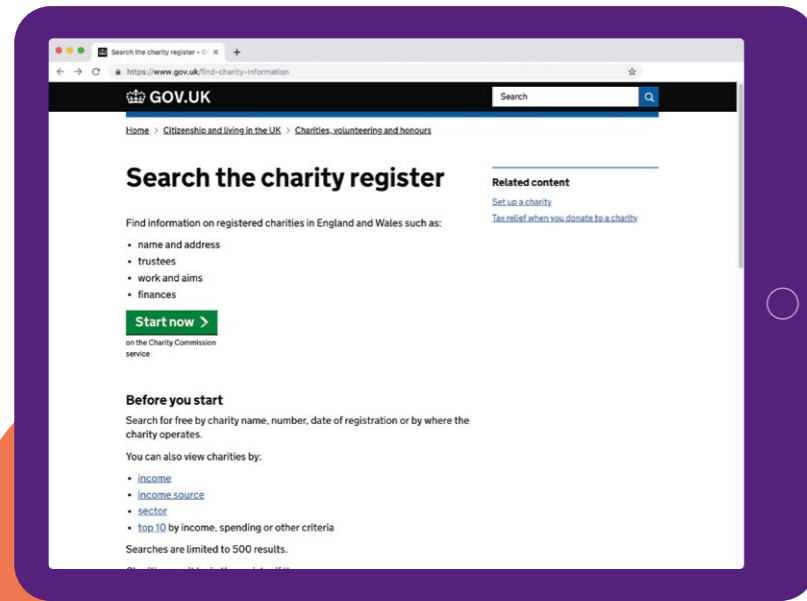 Search the charity register - G
https://www.gov.uk/find-charity-information
GOV.UK
Search
Home > Citizenship and living in the UK > Charities, volunteering and honours
Search the charity register
Related content
Set up a charity
Tax relief when you donate to a charity
Find information on registered charities in England and Wales such as:
• name and address
• trustees
• work and aims
• finances
Start now >
on the Charity Commission
service
Before you start
Search for free by charity name, number, date of registration or by where the
charity operates.
You can also view charities by:
• income
• income source
• sector
• top 10 by income, spending or other criteria
Searches are limited to 500 results.